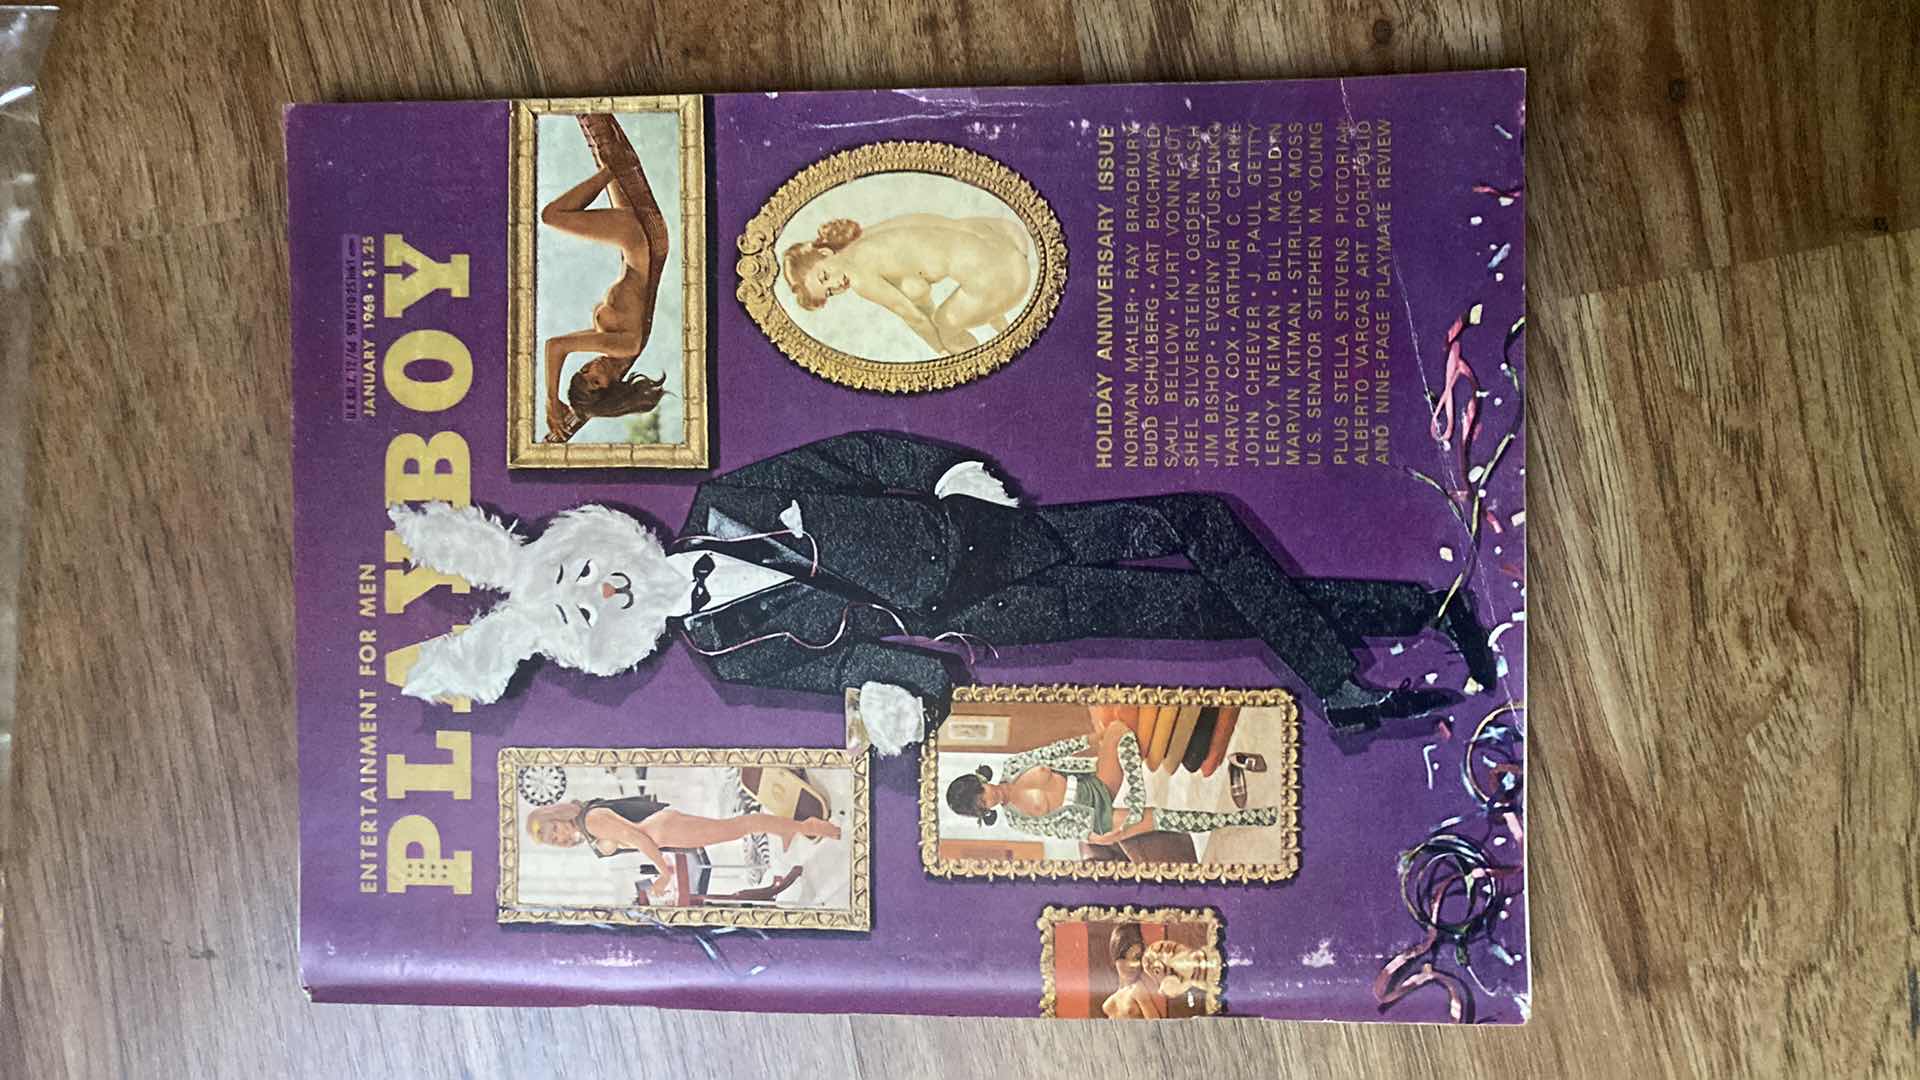 ENTERTAINMENT FOR MEN
JANUARY 1968 • $1.25
PLAYBOY
HOLIDAY ANNIVERSARY ISSUE
NORMAN MAILER • RAY BRADBURY
BUDD SCHULBERG • ART BUCHWALD
SAUL BELLOW • KURT VONNEGUT
SHEL SILVERSTEIN • OGDEN NASH
JIM BISHOP • EVGENY EVTUSHENKO
HARVEY COX • ARTHUR C. CLARKE
JOHN CHEEVER • J. PAUL GETTY
LEROY NEIMAN • BILL MAULDIN
MARVIN KITMAN • STIRLING MOSS
U.S. SENATOR STEPHEN M. YOUNG
PLUS STELLA STEVENS PICTORIAL
ALBERTO VARGAS ART PORTFOLIO
AND NINE-PAGE PLAYMATE REVIEW